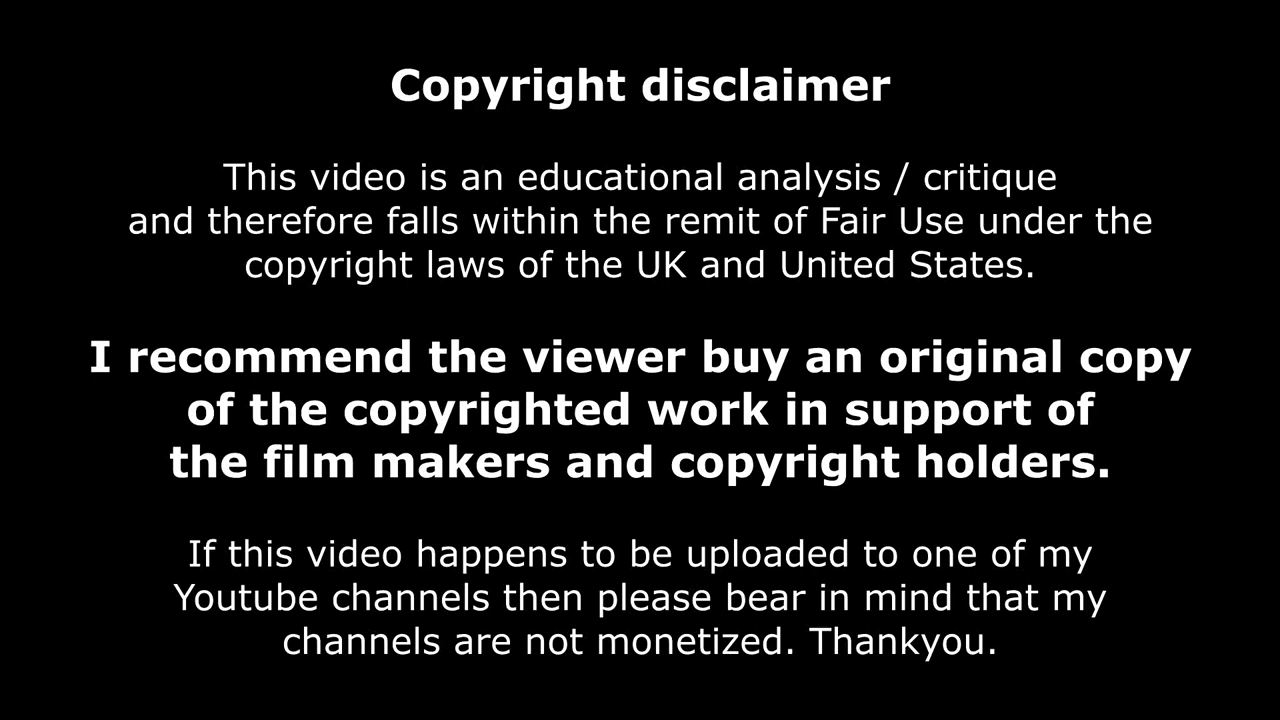 Copyright disclaimer
This video is an educational analysis / critique
and therefore falls within the remit of Fair Use under the
copyright laws of the UK and United States.
I recommend the viewer buy an original copy
of the copyrighted work in support of
the film makers and copyright holders.
If this video happens to be uploaded to one of my
Youtube channels then please bear in mind that my
channels are not monetized. Thankyou.